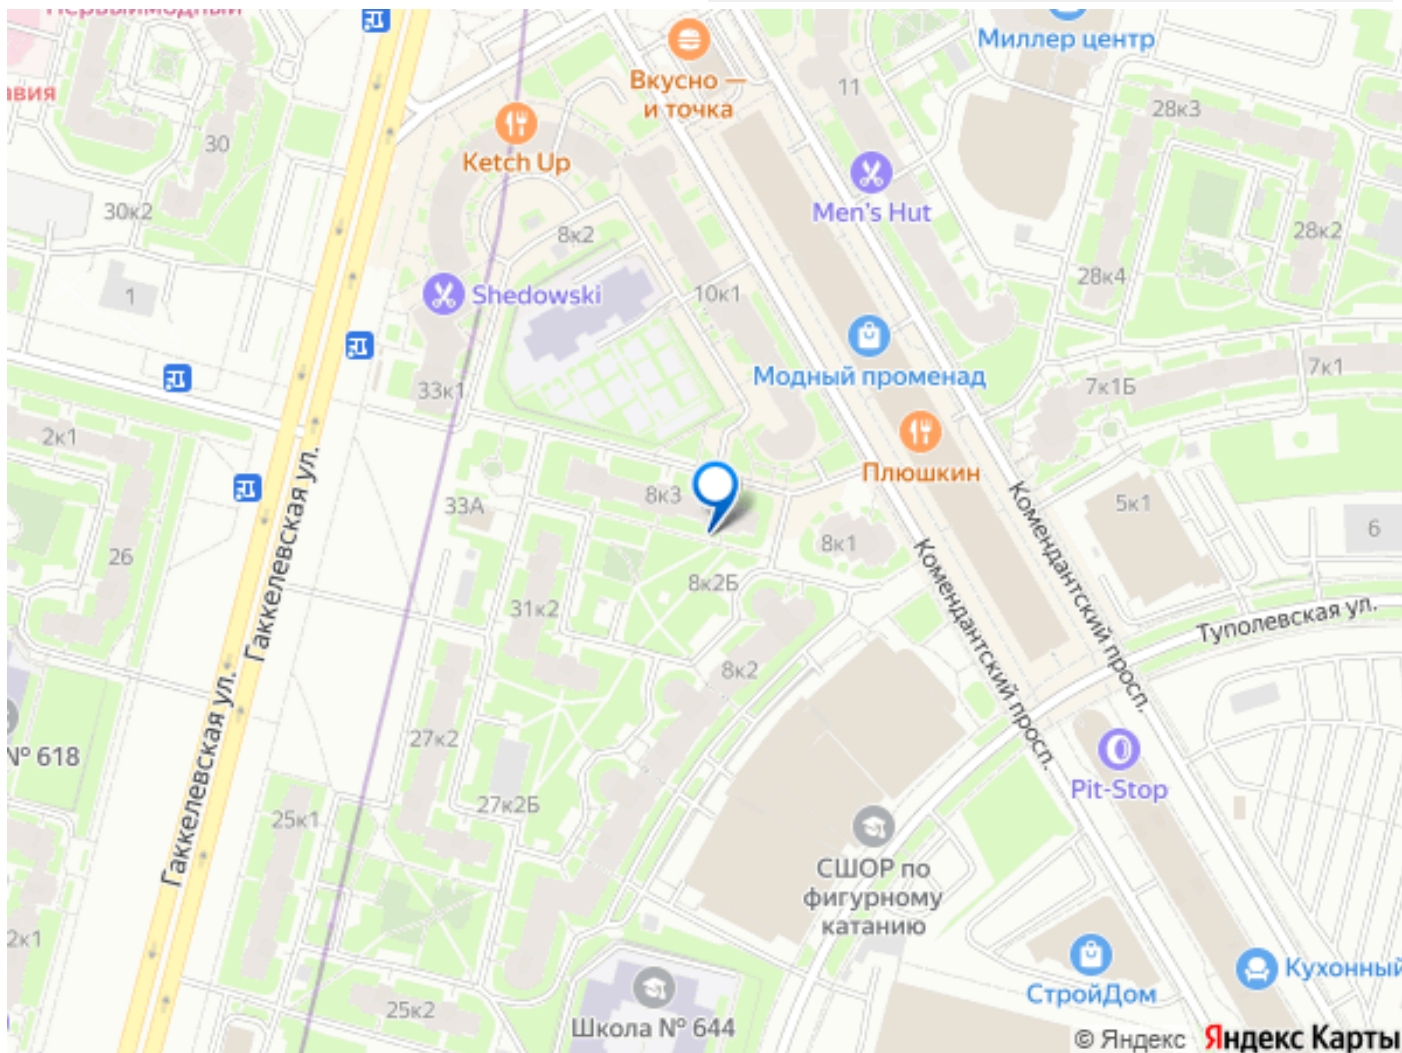 Первыймодный
Миллер центр
Вкусно —
и точка
11
28к3
авия
30
Ketch Up
Men's Hut
30к2
8к2
28к2
1
Shedowski
10к1
28к4
Модный променад
7к1
7к1Б
33к1
2к1
Плюшкин
8к3
33А
5к1
6
Комендантский просп.
8к1
26
Гаккелевская ул.
8к2Б
31к2
Комендантский просп.
Туполевская ул.
8к2
27к2
№ 618
Pit-Stop
27к2Б
25к1
Гаккелевская ул.
СШОР по
фигурному
катанию
2к1
Кухонный
СтройДом
25к2
Школа № 644
© Яндекс Яндекс Карты